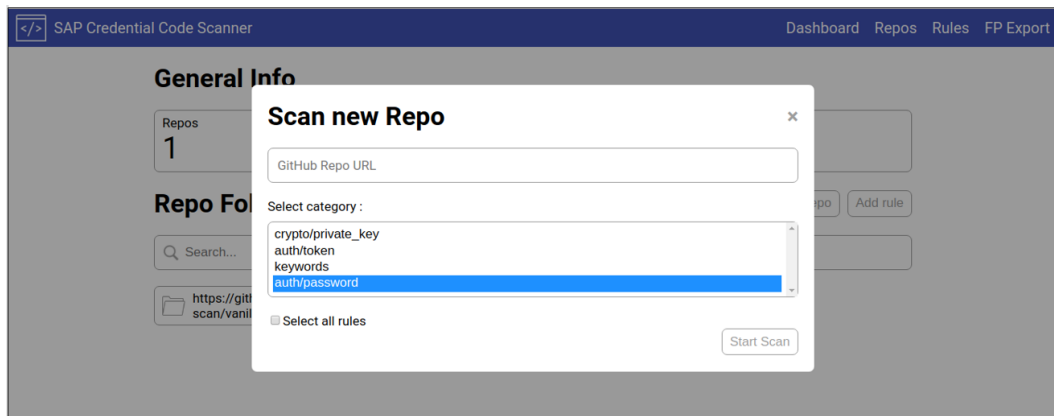 </> SAP Credential Code Scanner
Dashboard Repos Rules FP Export
General Info
Repos
1
Scan new Repo
×
GitHub Repo URL
Select category :
crypto/private_key
auth/token
keywords
auth/password
Select all rules
Start Scan
Repo Fol
epo
Add rule
Search...
https://gith
scan/vanil